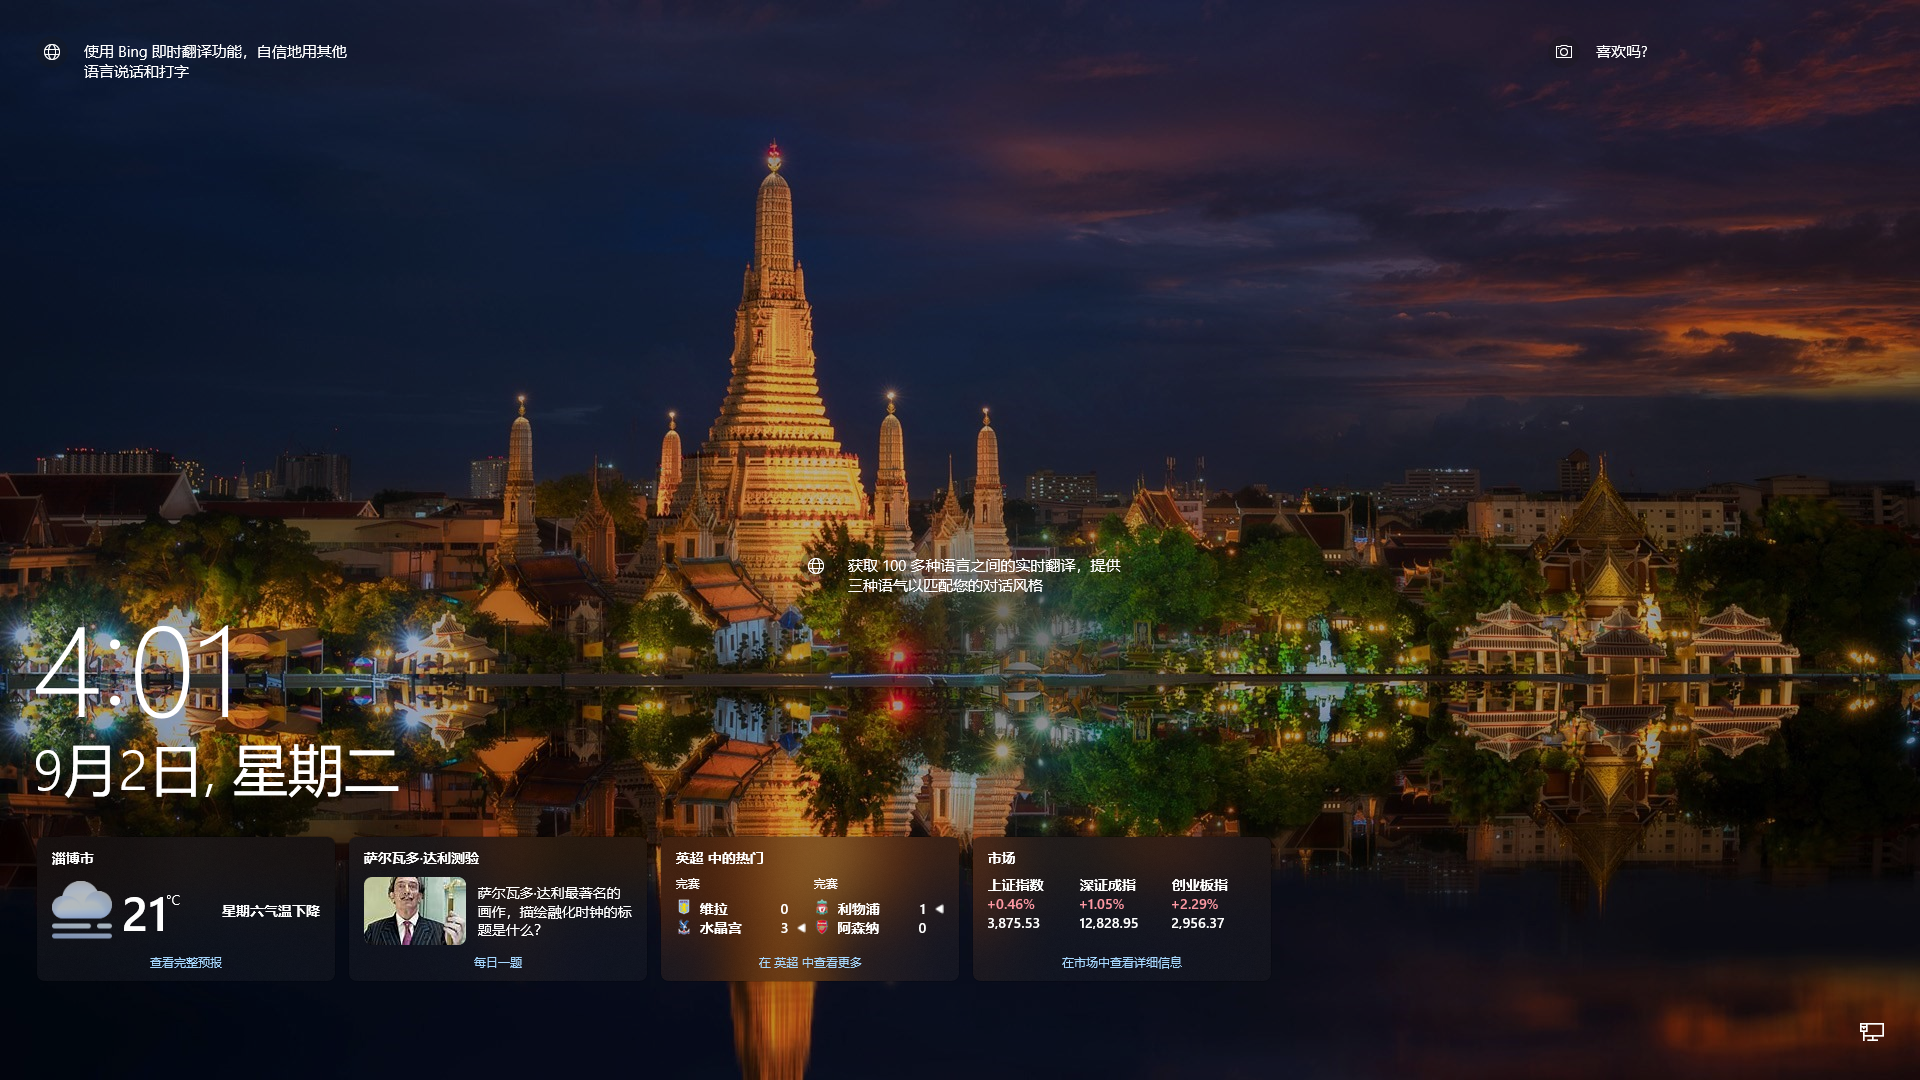 使用 Bing 即时翻译功能，自信地用其他
语言说话和打字
喜欢吗?
获取 100 多种语言之间的实时翻译，提供
三种语气以匹配您的对话风格
4:01
9月2日, 星期二
淄博市
21°C
星期六气温下降
查看完整预报
萨尔瓦多·达利测验
萨尔瓦多·达利最著名的
画作，描绘融化时钟的标
题是什么？
每日一题
英超 中的热门
完赛
维拉 0
水晶宫 3
完赛
利物浦 1
阿森纳 0
在 英超 中查看更多
市场
上证指数
+0.46%
3,875.53
深证成指
+1.05%
12,828.95
创业板指
+2.29%
2,956.37
在市场中查看详细信息